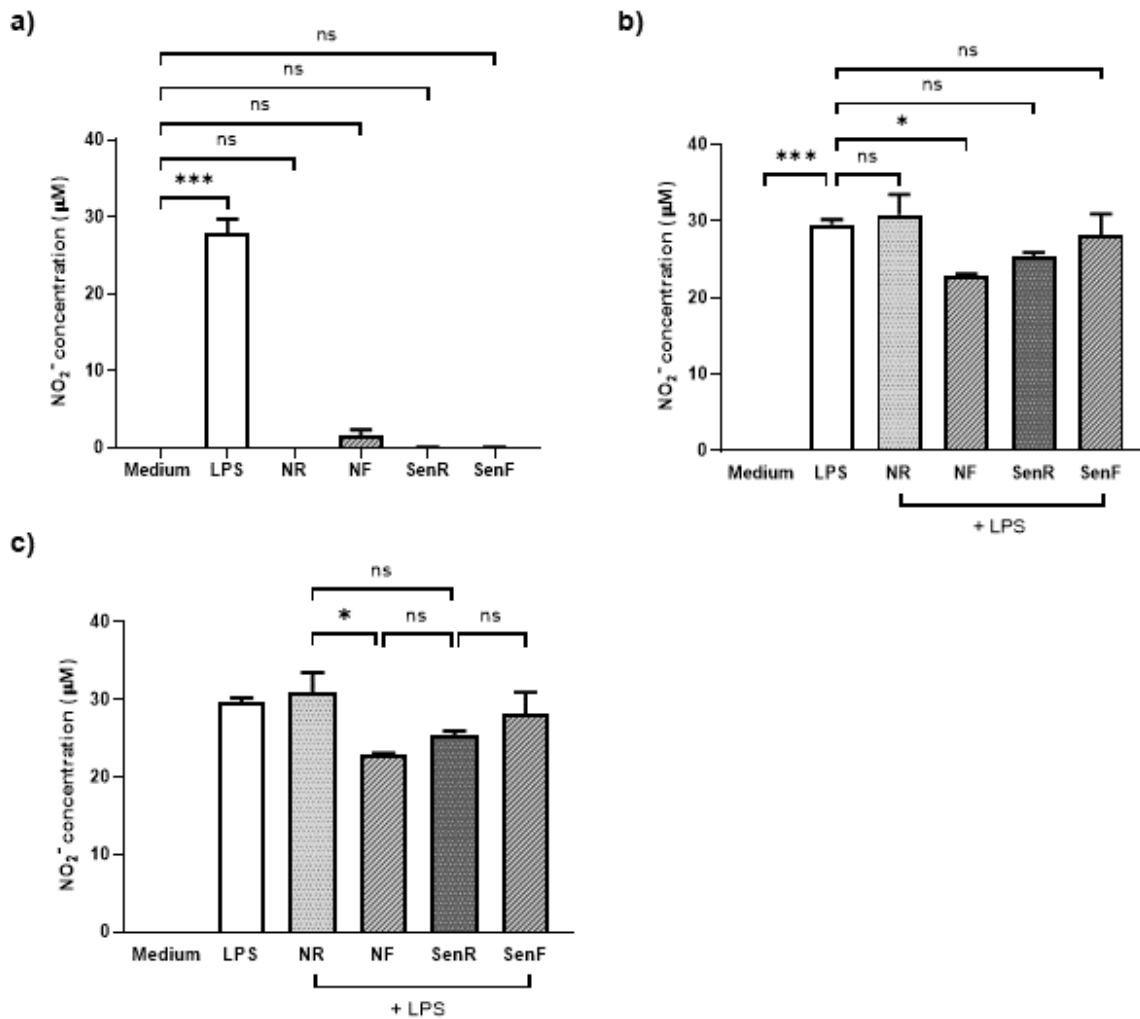 a)
ns
ns
ns
ns
***
40
30
20
10
0
NO₂⁻ concentration (µM)
Medium LPS NR NF SenR SenF
b)
ns
ns
*
*** ns
40
30
20
10
0
NO₂⁻ concentration (µM)
Medium LPS NR NF SenR SenF
+ LPS
c)
ns
* ns ns
40
30
20
10
0
NO₂⁻ concentration (µM)
Medium LPS NR NF SenR SenF
+ LPS